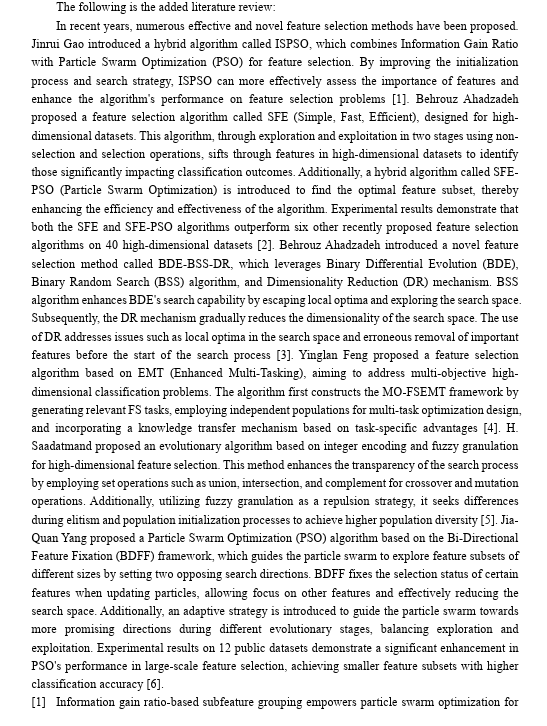 The following is the added literature review:
In recent years, numerous effective and novel feature selection methods have been proposed.
Jinrui Gao introduced a hybrid algorithm called ISPSO, which combines Information Gain Ratio
with Particle Swarm Optimization (PSO) for feature selection. By improving the initialization
process and search strategy, ISPSO can more effectively assess the importance of features and
enhance the algorithm's performance on feature selection problems [1]. Behrouz Ahadzadeh
proposed a feature selection algorithm called SFE (Simple, Fast, Efficient), designed for high-
dimensional datasets. This algorithm, through exploration and exploitation in two stages using non-
selection and selection operations, sifts through features in high-dimensional datasets to identify
those significantly impacting classification outcomes. Additionally, a hybrid algorithm called SFE-
PSO (Particle Swarm Optimization) is introduced to find the optimal feature subset, thereby
enhancing the efficiency and effectiveness of the algorithm. Experimental results demonstrate that
both the SFE and SFE-PSO algorithms outperform six other recently proposed feature selection
algorithms on 40 high-dimensional datasets [2]. Behrouz Ahadzadeh introduced a novel feature
selection method called BDE-BSS-DR, which leverages Binary Differential Evolution (BDE),
Binary Random Search (BSS) algorithm, and Dimensionality Reduction (DR) mechanism. BSS
algorithm enhances BDE's search capability by escaping local optima and exploring the search space.
Subsequently, the DR mechanism gradually reduces the dimensionality of the search space. The use
of DR addresses issues such as local optima in the search space and erroneous removal of important
features before the start of the search process [3]. Yinglan Feng proposed a feature selection
algorithm based on EMT (Enhanced Multi-Tasking), aiming to address multi-objective high-
dimensional classification problems. The algorithm first constructs the MO-FSEMT framework by
generating relevant FS tasks, employing independent populations for multi-task optimization design,
and incorporating a knowledge transfer mechanism based on task-specific advantages [4]. H.
Saadatmand proposed an evolutionary algorithm based on integer encoding and fuzzy granulation
for high-dimensional feature selection. This method enhances the transparency of the search process
by employing set operations such as union, intersection, and complement for crossover and mutation
operations. Additionally, utilizing fuzzy granulation as a repulsion strategy, it seeks differences
during elitism and population initialization processes to achieve higher population diversity [5]. Jia-
Quan Yang proposed a Particle Swarm Optimization (PSO) algorithm based on the Bi-Directional
Feature Fixation (BDFF) framework, which guides the particle swarm to explore feature subsets of
different sizes by setting two opposing search directions. BDFF fixes the selection status of certain
features when updating particles, allowing focus on other features and effectively reducing the
search space. Additionally, an adaptive strategy is introduced to guide the particle swarm towards
more promising directions during different evolutionary stages, balancing exploration and
exploitation. Experimental results on 12 public datasets demonstrate a significant enhancement in
PSO's performance in large-scale feature selection, achieving smaller feature subsets with higher
classification accuracy [6].
[1] Information gain ratio-based subfeature grouping empowers particle swarm optimization for